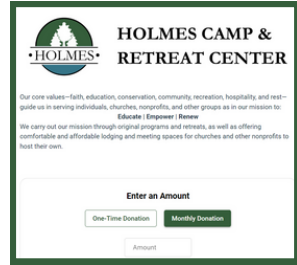 HOLMES CAMP &
RETREAT CENTER
·HOLMES·
Our core values—faith, education, conservation, community, recreation, hospitality, and rest—
guide us in serving individuals, churches, nonprofits, and other groups as in our mission to:
Educate | Empower | Renew
We carry out our mission through original programs and retreats, as well as offering
comfortable and affordable lodging and meeting spaces for churches and other nonprofits to
host their own.
Enter an Amount
One-Time Donation
Monthly Donation
Amount